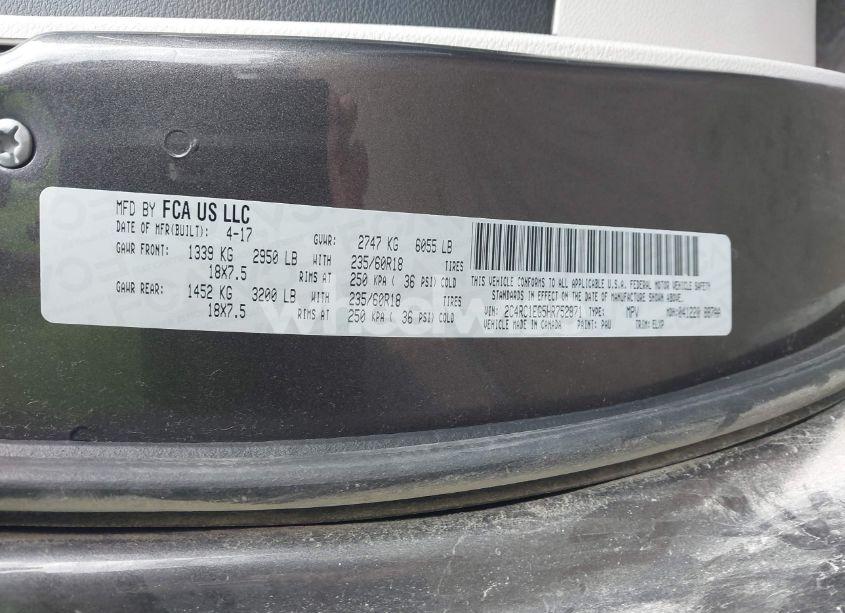 MFD BY FCA US LLC
DATE OF MFR(BUILT): 4-17 GVWR: 2747 KG 6055 LB
GAWR FRONT: 1339 KG 2950 LB WITH 235/60R18 TIRES
18X7.5 RIMS AT 250 KPA ( 36 PSI) COLD
GAWR REAR: 1452 KG 3200 LB WITH 235/60R18 TIRES
18X7.5 RIMS AT 250 KPA ( 36 PSI) COLD
THIS VEHICLE CONFORMS TO ALL APPLICABLE U.S.A. FEDERAL MOTOR VEHICLE SAFETY
STANDARDS IN EFFECT ON THE DATE OF MANUFACTURE SHOWN ABOVE.
VIN: 2C4RC1EG5HR752871 TYPE: MPV MDH: 041220
VEHICLE MADE IN CANADA PAINT: PAU TRIM: ELXP